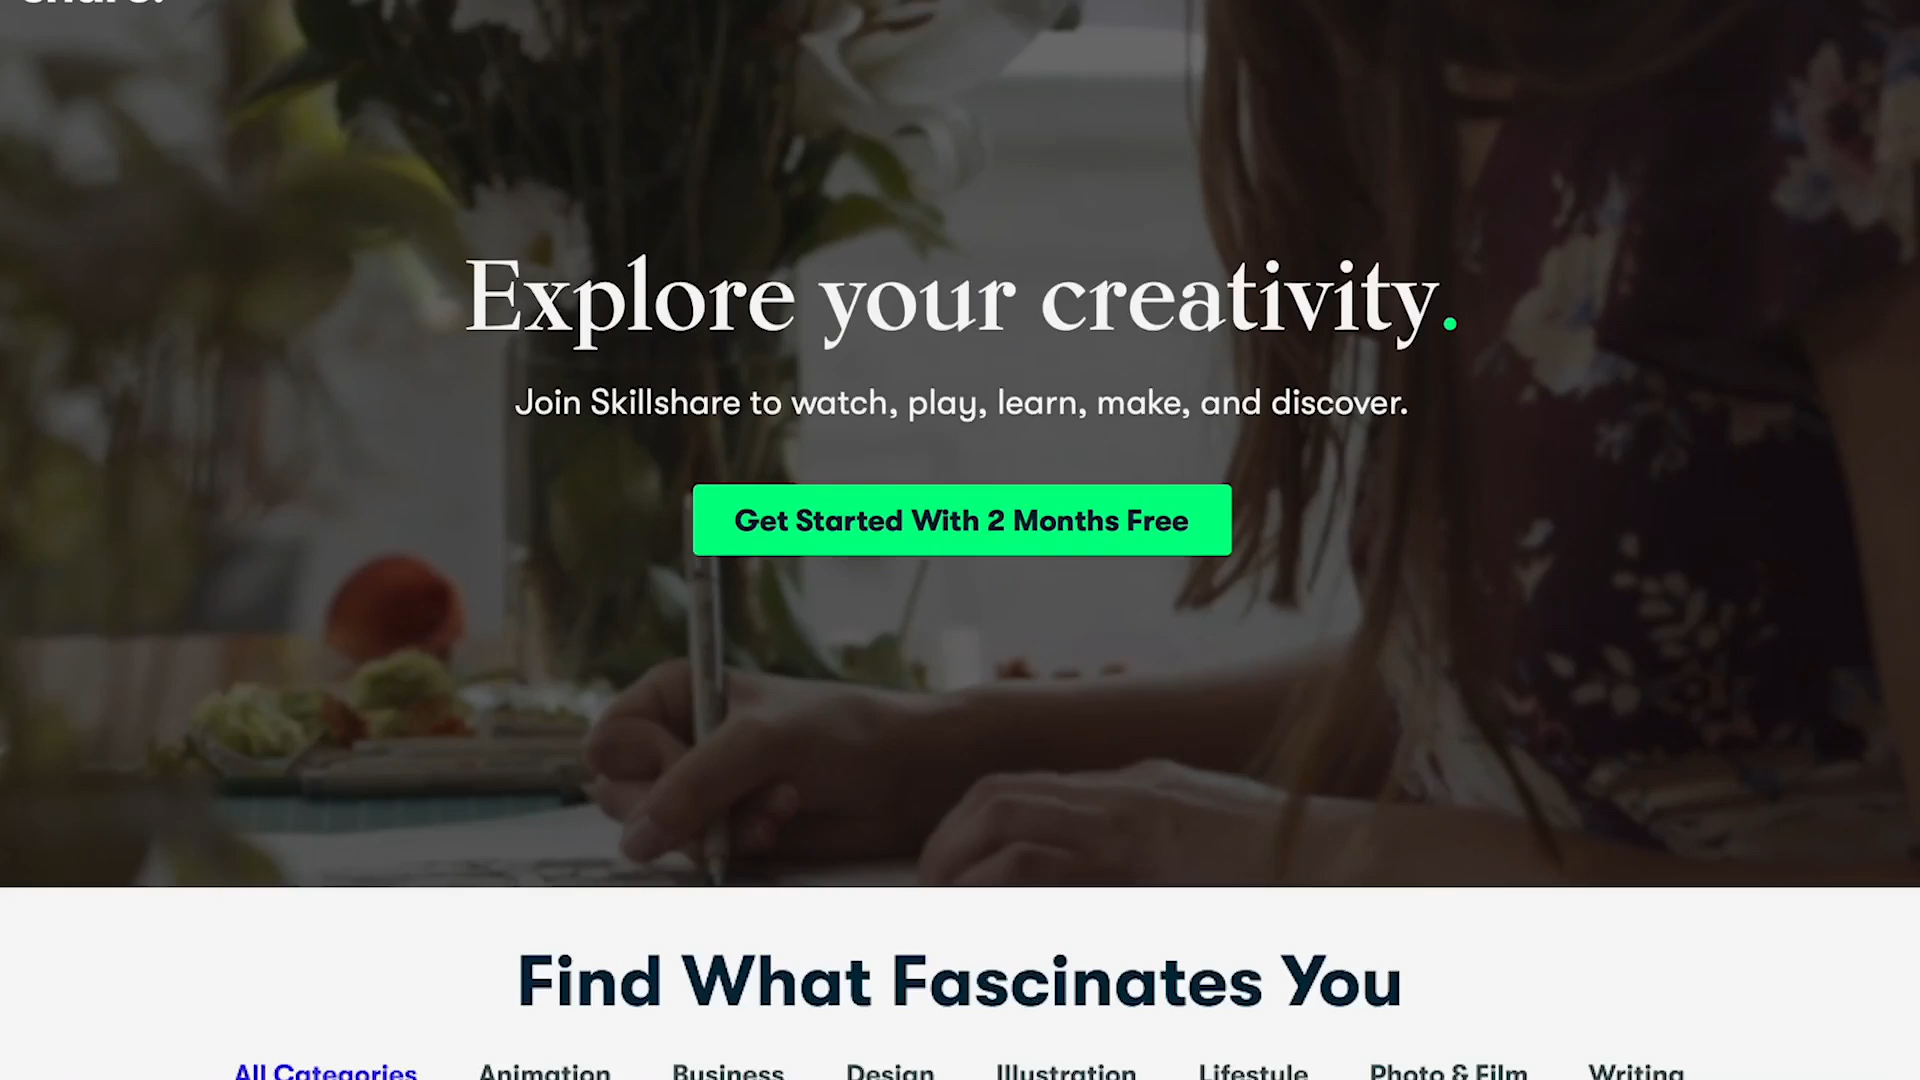 share.
Explore your creativity.
Join Skillshare to watch, play, learn, make, and discover.
Get Started With 2 Months Free
Find What Fascinates You
All Categories Animation Business Design Illustration Lifestyle Photo & Film Writing